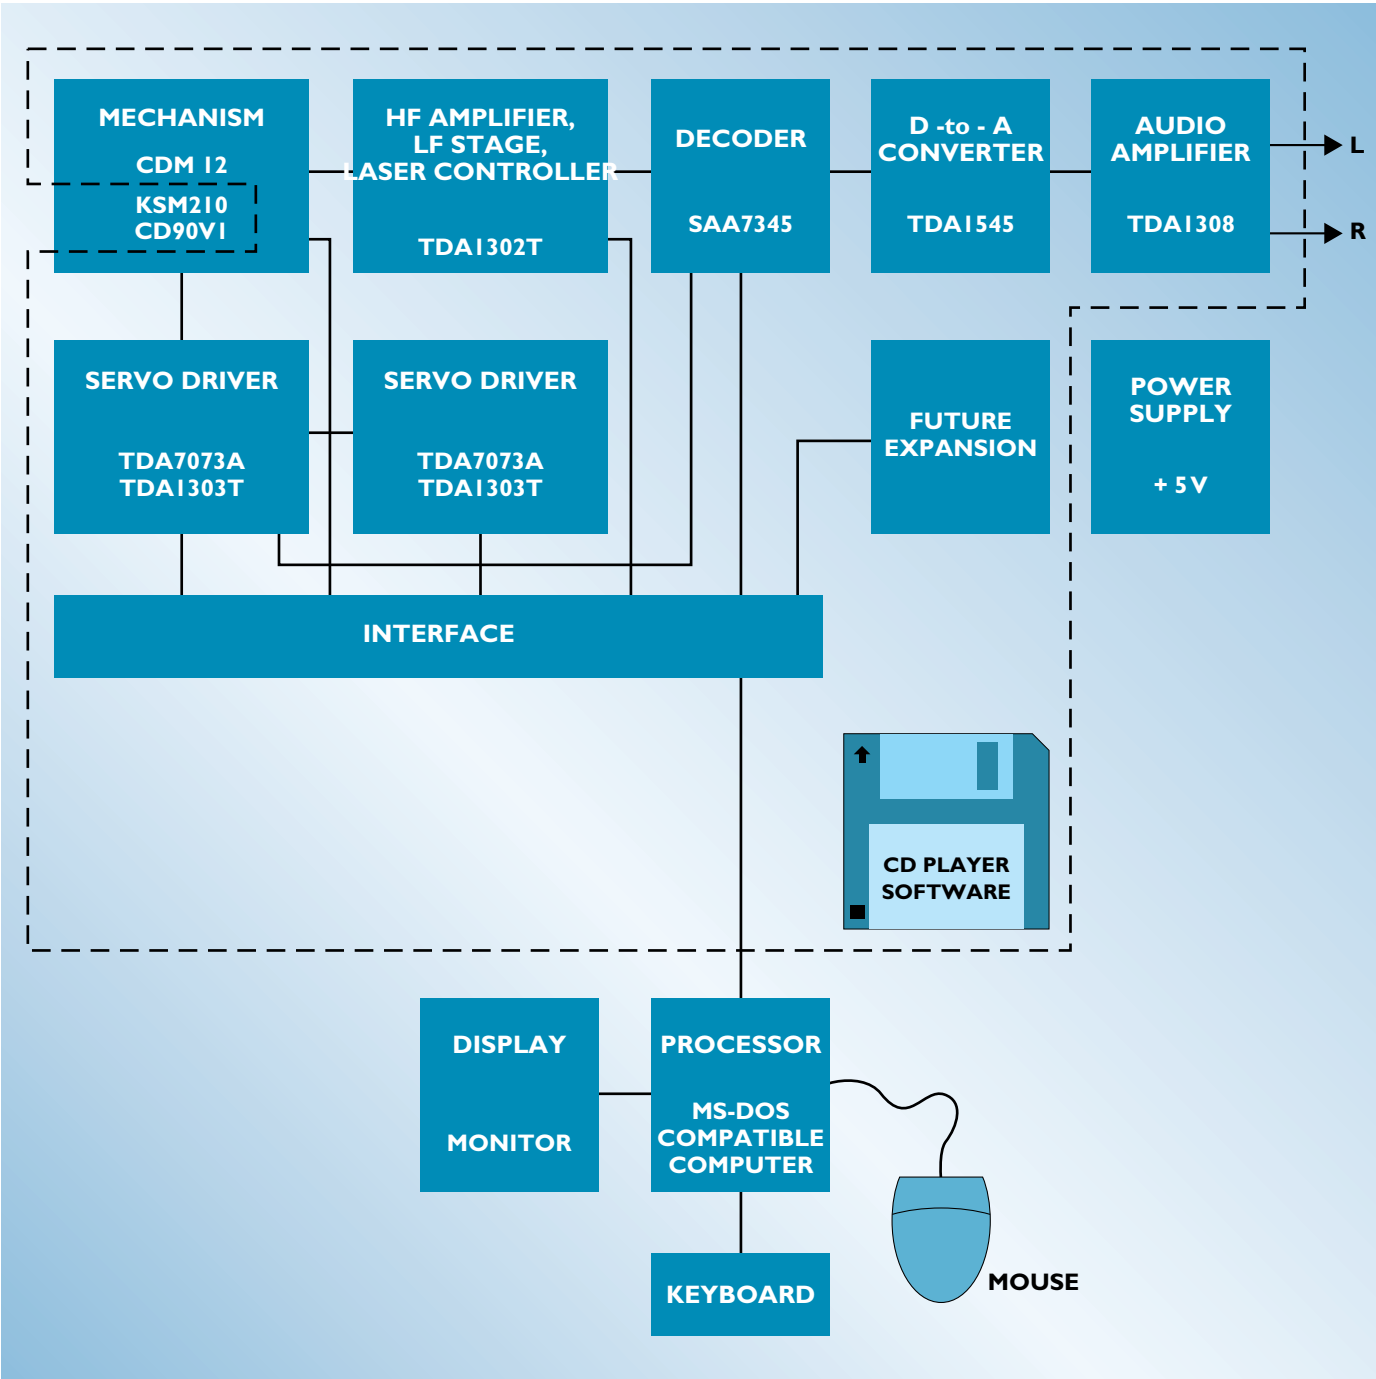 MECHANISM
CDM 12
KSM210
CD90V1
HF AMPLIFIER,
LF STAGE,
LASER CONTROLLER
TDA1302T
DECODER
SAA7345
D -to - A
CONVERTER
TDA1545
AUDIO
AMPLIFIER
TDA1308
L
R
SERVO DRIVER
TDA7073A
TDA1303T
SERVO DRIVER
TDA7073A
TDA1303T
FUTURE
EXPANSION
POWER
SUPPLY
+ 5 V
INTERFACE
CD PLAYER
SOFTWARE
DISPLAY
MONITOR
PROCESSOR
MS-DOS
COMPATIBLE
COMPUTER
MOUSE
KEYBOARD